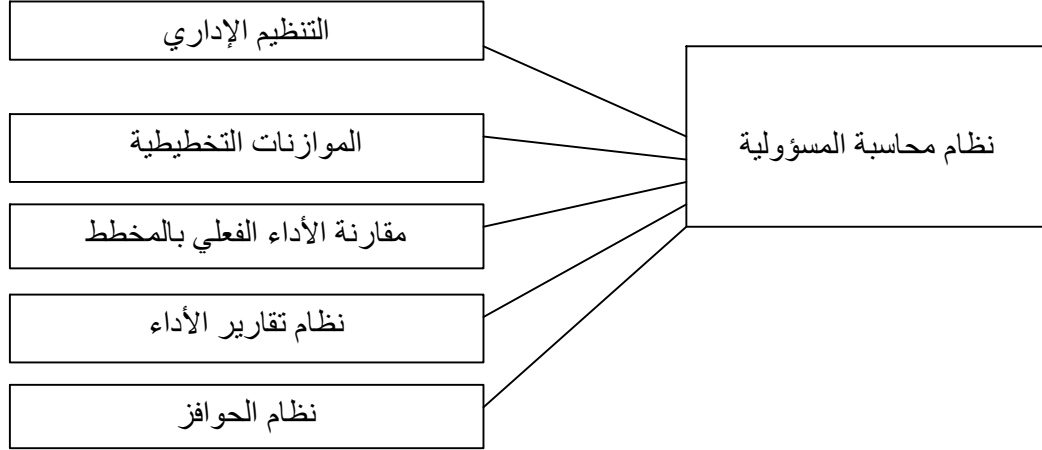 نظام محاسبة المسؤولية
التنظيم الإداري
الموازنات التخطيطية
مقارنة الأداء الفعلي بالمخطط
نظام تقارير الأداء
نظام الحوافز